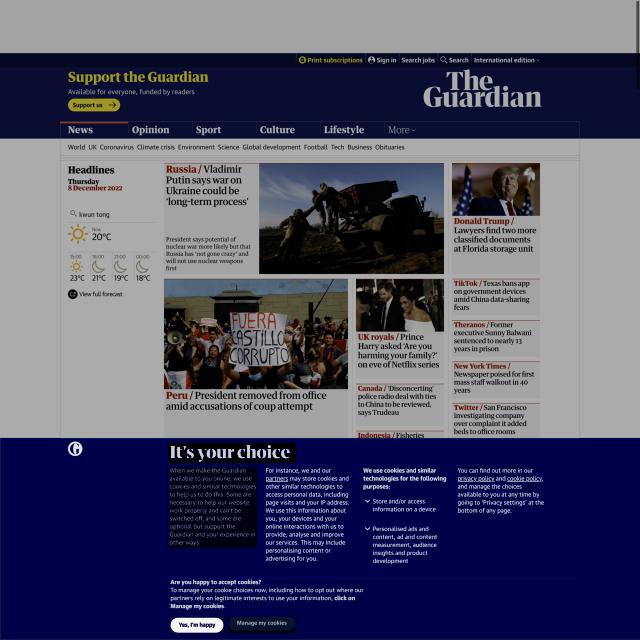 Print subscriptions
Sign in
Search jobs
Search
International edition
Support the Guardian
Available for everyone, funded by readers
Support us
The
Guardian
News
Opinion
Sport
Culture
Lifestyle
More
World UK Coronavirus Climate crisis Environment Science Global development Football Tech Business Obituaries
Headlines
Thursday
8 December 2022
kwun tong
Now
20°C
15:00 18:00 21:00 00:00
23°C 21°C 19°C 18°C
View full forecast
Russia / Vladimir
Putin says war on
Ukraine could be
‘long-term process’
President says potential of
nuclear war more likely but that
Russia has ‘not gone crazy’ and
will not use nuclear weapons
first
Donald Trump /
Lawyers find two more
classified documents
at Florida storage unit
FUERA
CASTILLO
CORRUPTO
Peru / President removed from office
amid accusations of coup attempt
UK royals / Prince
Harry asked ‘Are you
harming your family?’
on eve of Netflix series
Canada / ‘Disconcerting’
police radio deal with ties
to China to be reviewed,
says Trudeau
Indonesia / Fisheries
TikTok / Texas bans app
on government devices
amid China data-sharing
fears
Theranos / Former
executive Sunny Balwani
sentenced to nearly 13
years in prison
New York Times /
Newspaper poised for first
mass staff walkout in 40
years
Twitter / San Francisco
investigating company
over complaint it added
beds to office rooms
It's your choice
When we make the Guardian
available to you online, we use
cookies and similar technologies
to help us to do this. Some are
necessary to help our website
work properly and can't be
switched off, and some are
optional but support the
Guardian and your experience in
other ways.
For instance, we and our
partners may store cookies and
other similar technologies to
access personal data, including
page visits and your IP address.
We use this information about
you, your devices and your
online interactions with us to
provide, analyse and improve
our services. This may include
personalising content or
advertising for you.
We use cookies and similar
technologies for the following
purposes:
Store and/or access
information on a device
Personalised ads and
content, ad and content
measurement, audience
insights and product
development
You can find out more in our
privacy policy and cookie policy,
and manage the choices
available to you at any time by
going to 'Privacy settings' at the
bottom of any page.
Are you happy to accept cookies?
To manage your cookie choices now, including how to opt out where our
partners rely on legitimate interests to use your information, click on
Manage my cookies.
Yes, I'm happy
Manage my cookies